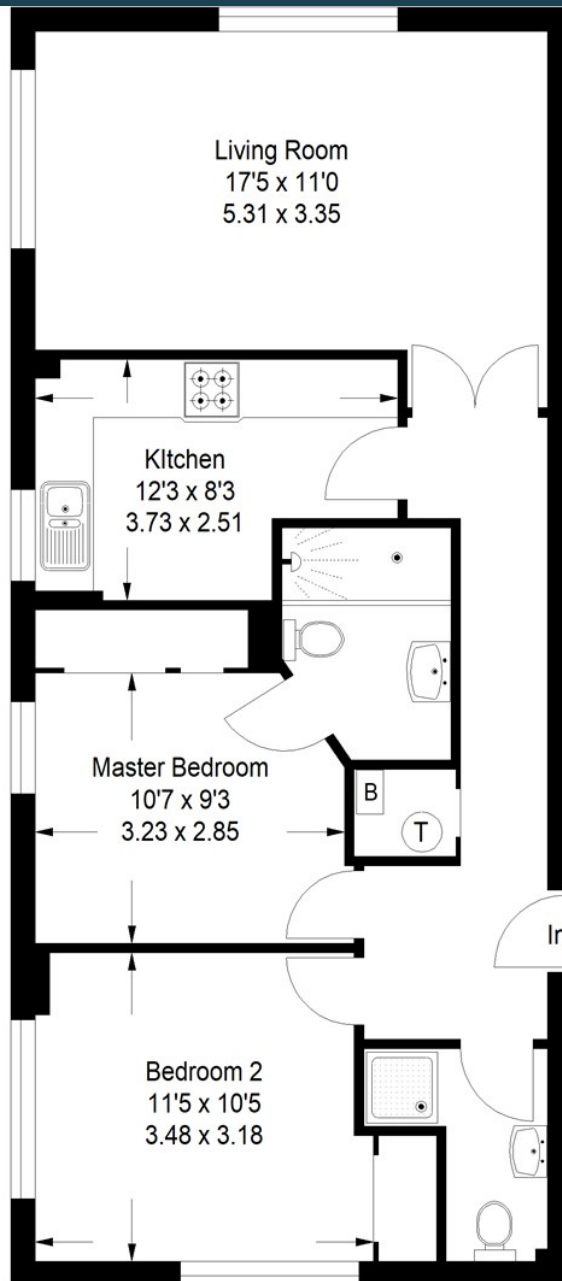 Living Room
17'5 x 11'0
5.31 x 3.35
KItchen
12'3 x 8'3
3.73 x 2.51
Master Bedroom
10'7 x 9'3
3.23 x 2.85
B
T
In
Bedroom 2
11'5 x 10'5
3.48 x 3.18